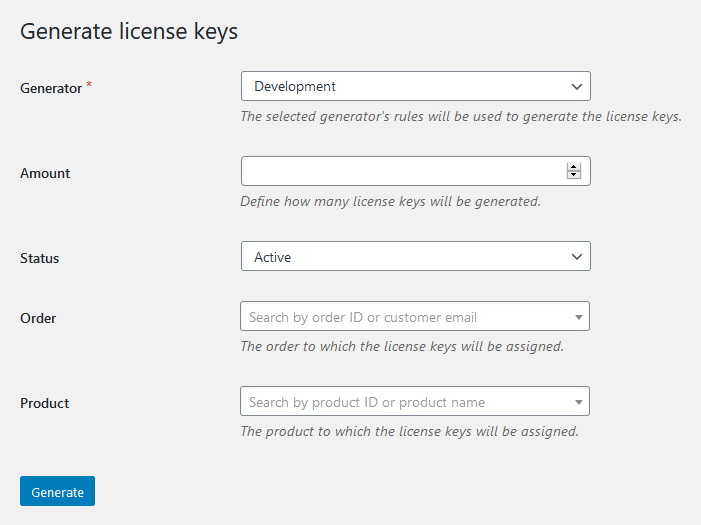 Generate license keys
Generator *
Development
The selected generator's rules will be used to generate the license keys.
Amount
Define how many license keys will be generated.
Status
Active
Order
Search by order ID or customer email
The order to which the license keys will be assigned.
Product
Search by product ID or product name
The product to which the license keys will be assigned.
Generate